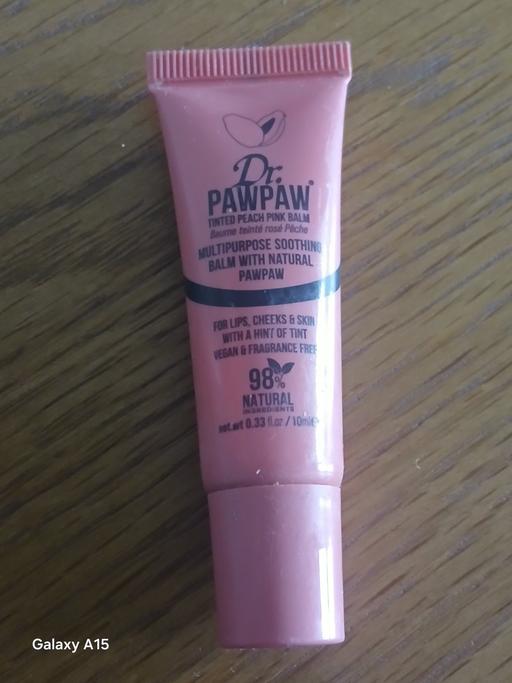 Dr.
PAWPAW
TINTED PEACH PINK BALM
Baume teinté rosé Pêche
MULTIPURPOSE SOOTHING
BALM WITH NATURAL
PAWPAW
FOR LIPS, CHEEKS & SKIN
WITH A HINT OF TINT
VEGAN & FRAGRANCE FREE
98%
NATURAL
INGREDIENTS
net.wt 0.33 fl.oz / 10ml e
Galaxy A15